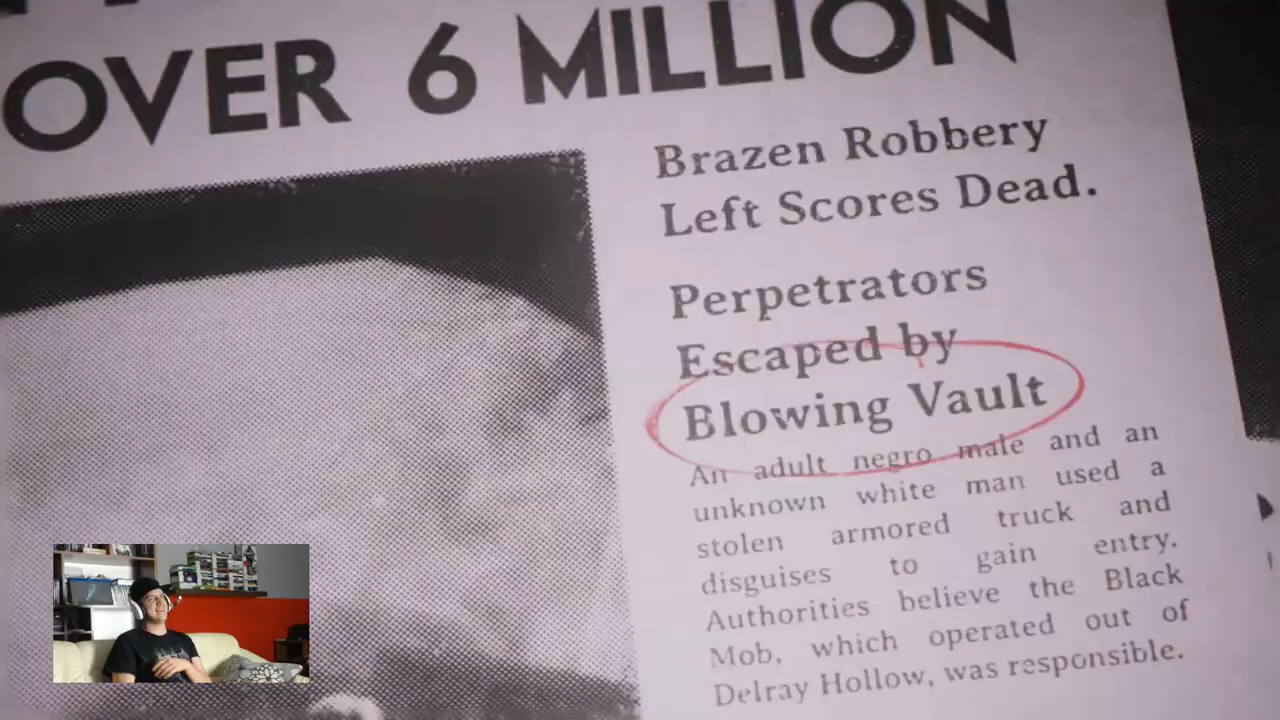 OVER 6 MILLION
Brazen Robbery
Left Scores Dead.
Perpetrators
Escaped by
Blowing Vault
An adult negro male and an
unknown white man used a
stolen armored truck and
disguises to gain entry.
Authorities believe the Black
Mob, which operated out of
Delray Hollow, was responsible.